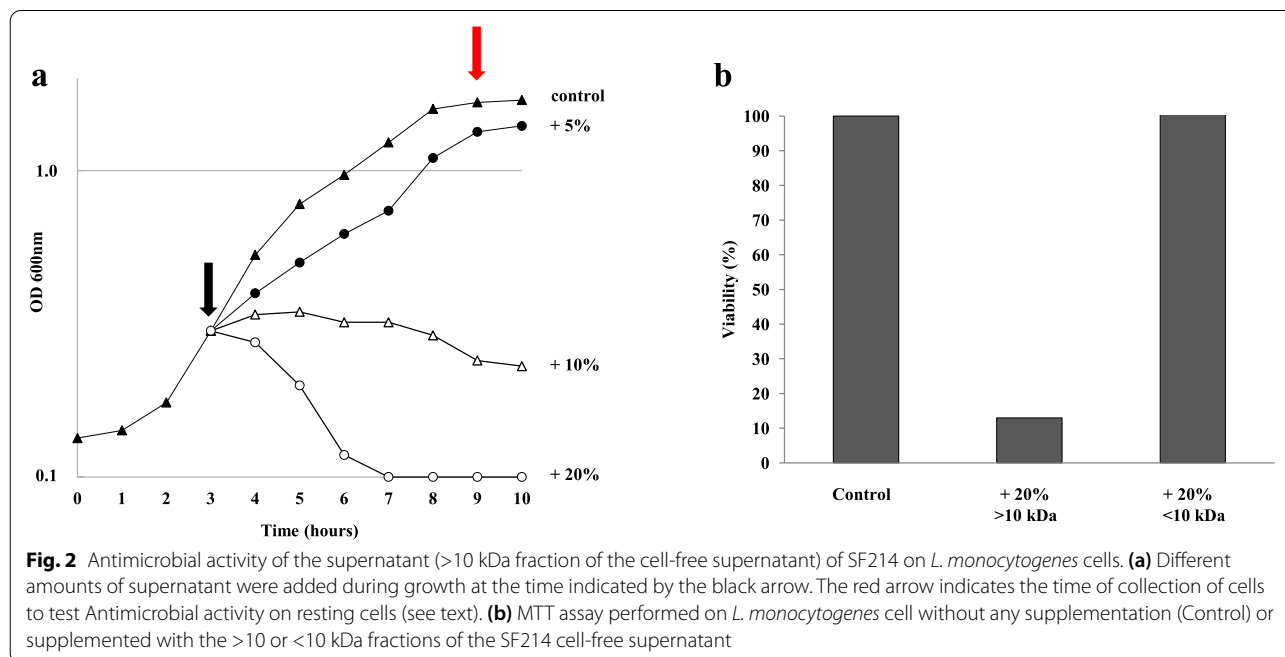 a
control
+ 5%
1.0
OD 600nm
+ 10%
0.1
+ 20%
0 1 2 3 4 5 6 7 8 9 10
Time (hours)
b
100
90
80
70
60
50
40
30
20
10
0
Viability (%)
Control
+ 20%
>10 kDa
+ 20%
<10 kDa
Fig. 2 Antimicrobial activity of the supernatant (>10 kDa fraction of the cell-free supernatant) of SF214 on L. monocytogenes cells. (a) Different
amounts of supernatant were added during growth at the time indicated by the black arrow. The red arrow indicates the time of collection of cells
to test Antimicrobial activity on resting cells (see text). (b) MTT assay performed on L. monocytogenes cell without any supplementation (Control) or
supplemented with the >10 or <10 kDa fractions of the SF214 cell-free supernatant